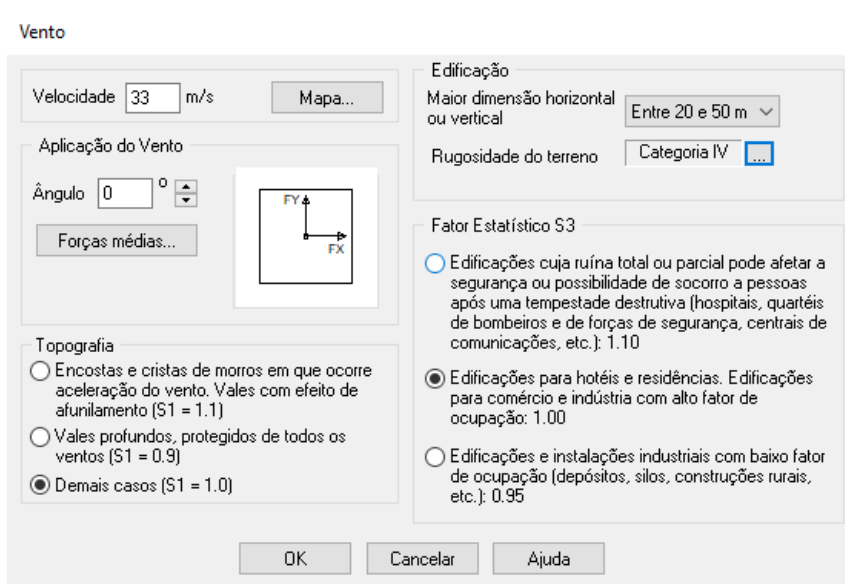 Vento
Velocidade 33 m/s Mapa...
Aplicação do Vento
Ângulo 0 º
Forças médias...
FY
FX
Topografia
Encostas e cristas de morros em que ocorre
aceleração do vento. Vales com efeito de
afunilamento (S1 = 1.1)
Vales profundos, protegidos de todos os
ventos (S1 = 0.9)
Demais casos (S1 = 1.0)
Edificação
Maior dimensão horizontal
ou vertical
Entre 20 e 50 m
Rugosidade do terreno Categoria IV ...
Fator Estatístico S3
Edificações cuja ruína total ou parcial pode afetar a
segurança ou possibilidade de socorro a pessoas
após uma tempestade destrutiva (hospitais, quartéis
de bombeiros e de forças de segurança, centrais de
comunicações, etc.): 1.10
Edificações para hotéis e residências. Edificações
para comércio e indústria com alto fator de
ocupação: 1.00
Edificações e instalações industriais com baixo fator
de ocupação (depósitos, silos, construções rurais,
etc.): 0.95
OK Cancelar Ajuda